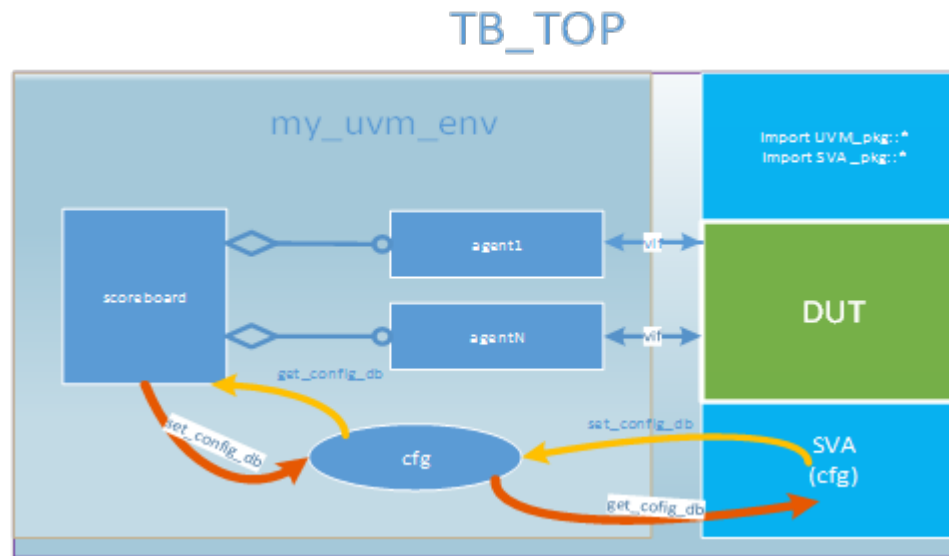 TB_TOP
my_uvm_env
Import UVM_pkg::*
Import SVA_pkg::*
scoreboard
agent1
vif
DUT
agentN
vif
get_config_db
set_config_db
set_config_db
cfg
SVA
(cfg)
get_cofig_db